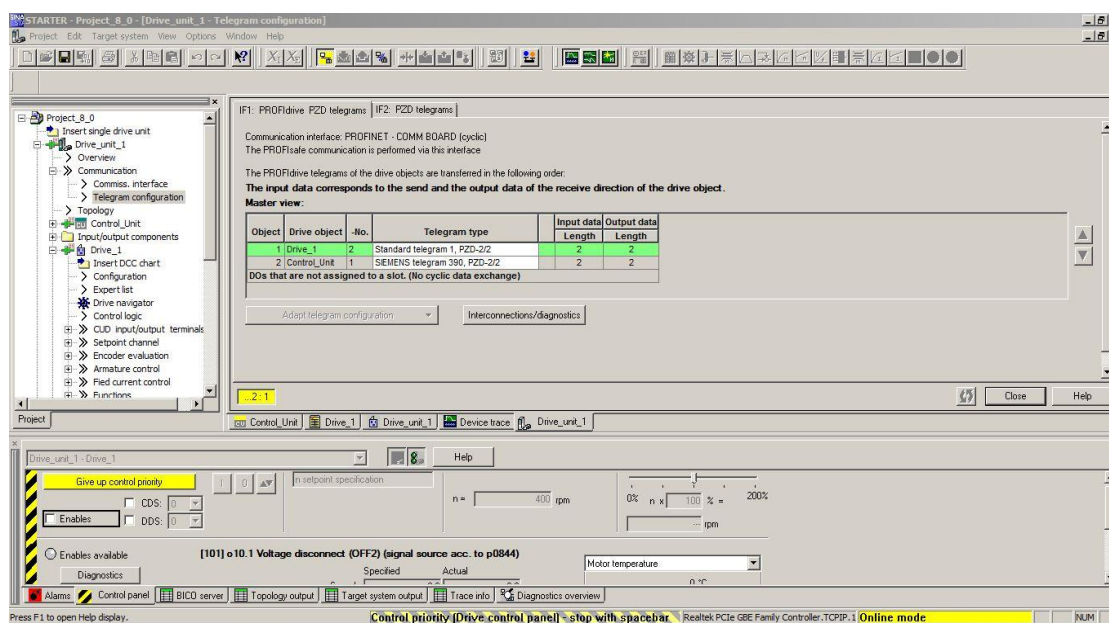 STARTER - Project_8_0 - [Drive_unit_1 - Telegram configuration]
Project Edit Target system View Options Window Help
Project_8_0
Insert single drive unit
Drive_unit_1
Overview
Communication
Commiss. interface
Telegram configuration
Topology
Control_Unit
Input/output components
Drive_1
Insert DCC chart
Configuration
Expert list
Drive navigator
Control logic
CUD input/output terminals
Setpoint channel
Encoder evaluation
Armature control
Fied current control
Functions
Project
IF1: PROFIdrive PZD telegrams IF2: PZD telegrams
Communication interface: PROFINET - COMM BOARD (cyclic)
The PROFIsafe communication is performed via this interface
The PROFIdrive telegrams of the drive objects are transferred in the following order:
The input data corresponds to the send and the output data of the receive direction of the drive object.
Master view:
Object Drive object -No. Telegram type Input data Output data
Length Length
1 Drive_1 2 Standard telegram 1, PZD-2/2 2 2
2 Control_Unit 1 SIEMENS telegram 390, PZD-2/2 2 2
DOs that are not assigned to a slot. (No cyclic data exchange)
Adapt telegram configuration Interconnections/diagnostics
...2 : 1 Close Help
Control_Unit Drive_1 Drive_unit_1 Device trace Drive_unit_1
Drive_unit_1 - Drive_1 Help
Give up control priority I 0 n setpoint specification
CDS: 0
Enables DDS: 0
n = 400 rpm 0% n x 100 % = 200%
--- rpm
Enables available [101] o10.1 Voltage disconnect (OFF2) (signal source acc. to p0844)
Diagnostics Specified Actual Motor temperature
0 °C
Alarms Control panel BICO server Topology output Target system output Trace info Diagnostics overview
Press F1 to open Help display. Control priority [Drive control panel] - stop with spacebar Realtek PCIe GBE Family Controller.TCPIP.1 Online mode NUM